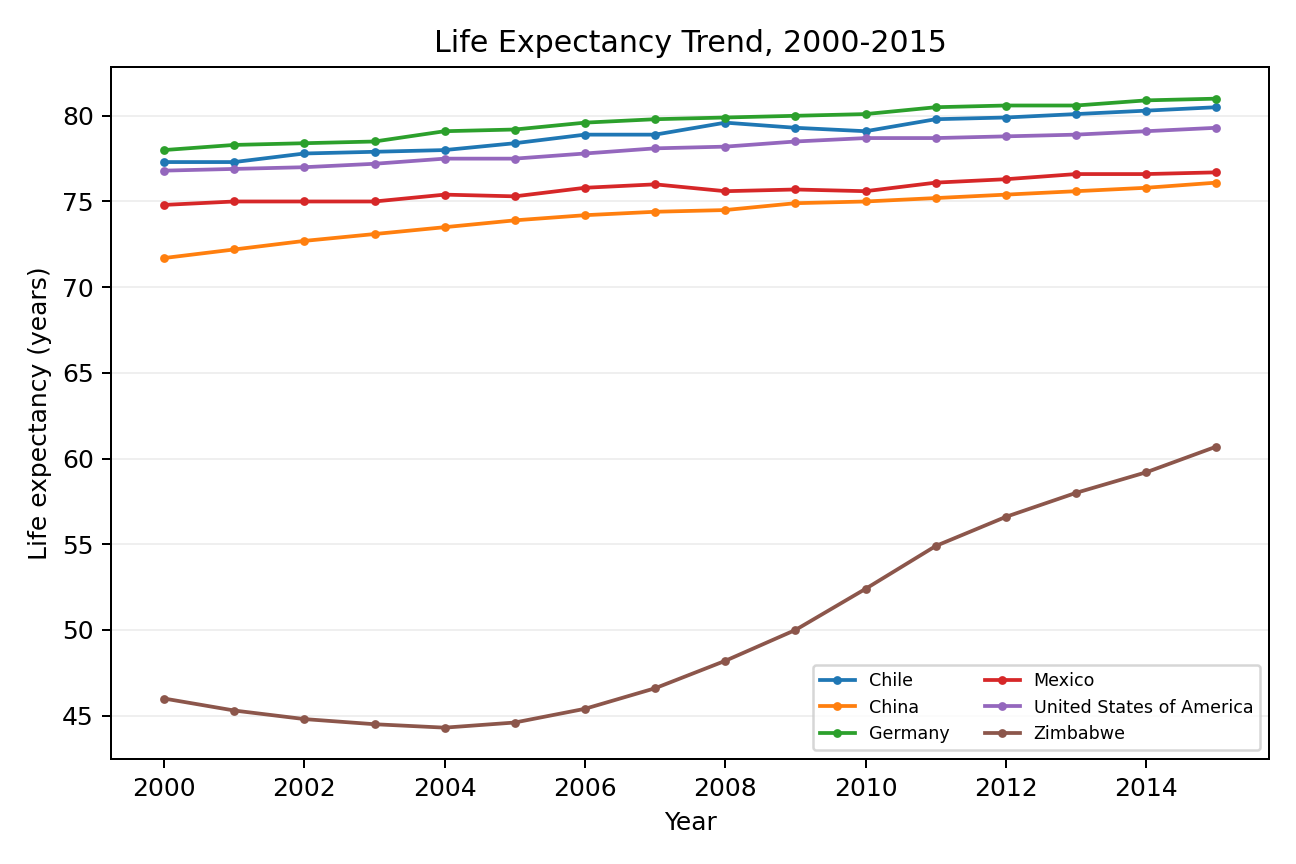 Life Expectancy Trend, 2000-2015
Life expectancy (years)
80
75
70
65
60
55
50
45
2000 2002 2004 2006 2008 2010 2012 2014
Year
Chile
China
Germany
Mexico
United States of America
Zimbabwe